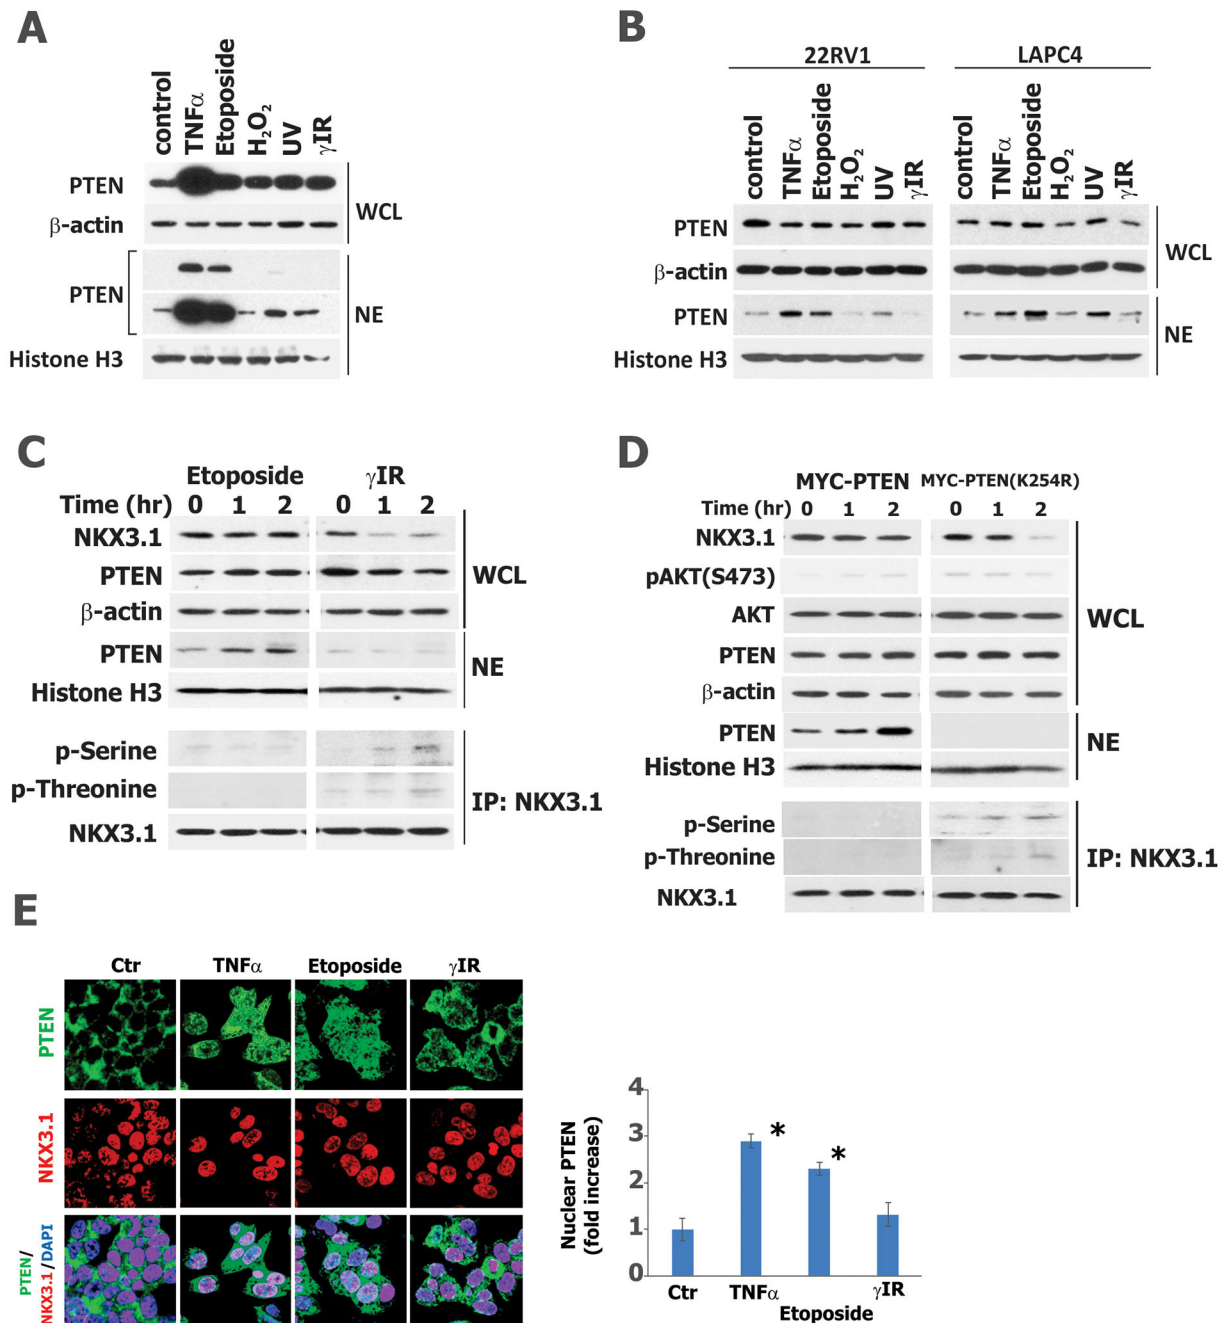 A
control TNFα Etoposide H₂O₂ UV γIR
PTEN
β-actin
WCL
PTEN
NE
Histone H3
B
22RV1 LAPC4
control TNFα Etoposide H₂O₂ UV γIR control TNFα Etoposide H₂O₂ UV γIR
PTEN
β-actin
WCL
PTEN
NE
Histone H3
C
Etoposide γIR
Time (hr) 0 1 2 0 1 2
NKX3.1
PTEN
WCL
β-actin
PTEN
NE
Histone H3
p-Serine
p-Threonine
IP: NKX3.1
NKX3.1
D
MYC-PTEN MYC-PTEN(K254R)
Time (hr) 0 1 2 0 1 2
NKX3.1
pAKT(S473)
AKT
WCL
PTEN
β-actin
PTEN
NE
Histone H3
p-Serine
p-Threonine
IP: NKX3.1
NKX3.1
E
Ctr TNFα Etoposide γIR
PTEN
NKX3.1
PTEN/
NKX3.1/DAPI
Nuclear PTEN
(fold increase)
4
3
2
1
0
* *
Ctr TNFα γIR
Etoposide